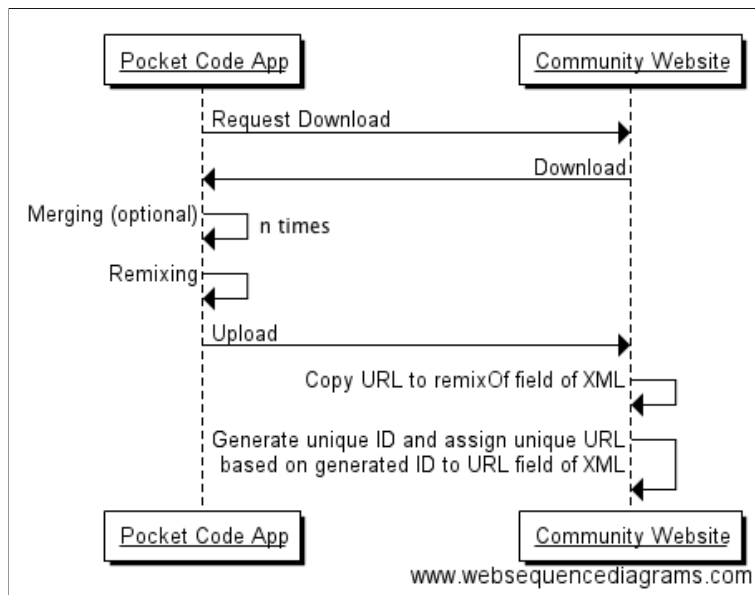 Pocket Code App
Community Website
Request Download
Download
Merging (optional)
n times
Remixing
Upload
Copy URL to remixOf field of XML
Generate unique ID and assign unique URL
based on generated ID to URL field of XML
Pocket Code App
Community Website
www.websequencediagrams.com